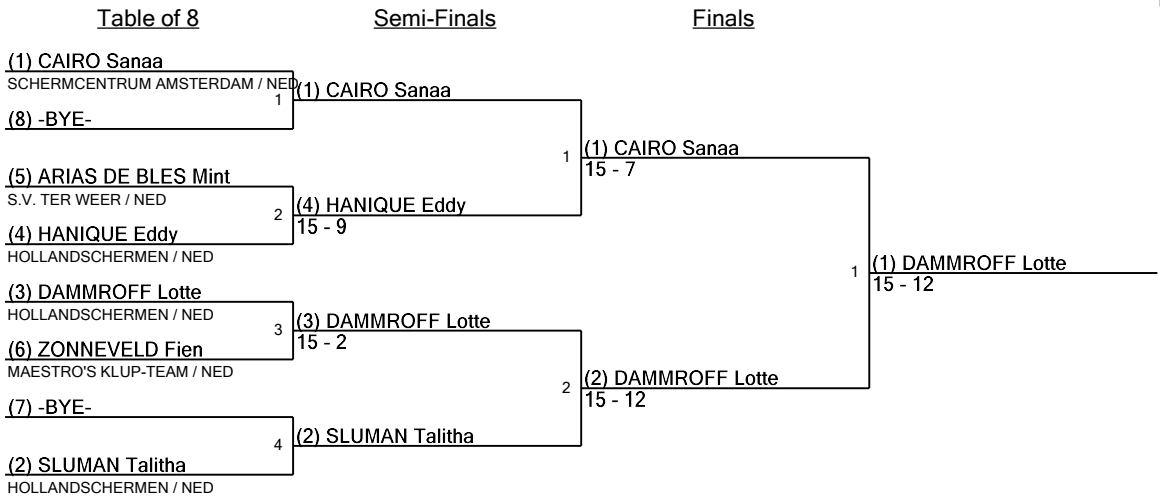 Table of 8
Semi-Finals
Finals
(1) CAIRO Sanaa
SCHERMCENTRUM AMSTERDAM / NED
1
(8) -BYE-
(5) ARIAS DE BLES Mint
S.V. TER WEER / NED
2
(4) HANIQUE Eddy
HOLLANDSCHERMEN / NED
(3) DAMMROFF Lotte
HOLLANDSCHERMEN / NED
3
(6) ZONNEVELD Fien
MAESTRO'S KLUP-TEAM / NED
(7) -BYE-
4
(2) SLUMAN Talitha
HOLLANDSCHERMEN / NED
(1) CAIRO Sanaa
1
(4) HANIQUE Eddy
15 - 9
(3) DAMMROFF Lotte
15 - 2
2
(2) SLUMAN Talitha
(1) CAIRO Sanaa
15 - 7
1
(2) DAMMROFF Lotte
15 - 12
(1) DAMMROFF Lotte
15 - 12